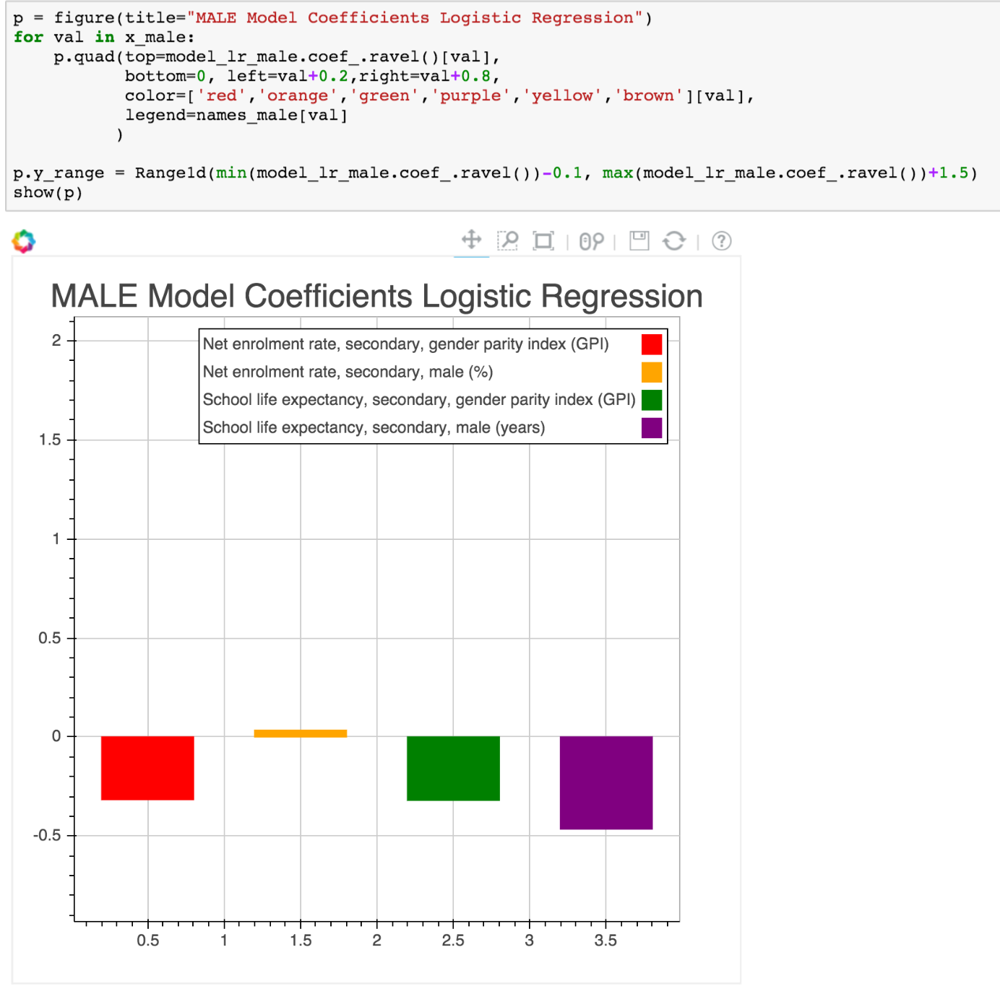 p = figure(title="MALE Model Coefficients Logistic Regression")
for val in x_male:
    p.quad(top=model_lr_male.coef_.ravel()[val],
           bottom=0, left=val+0.2,right=val+0.8,
           color=['red','orange','green','purple','yellow','brown'][val],
           legend=names_male[val]
          )
p.y_range = Range1d(min(model_lr_male.coef_.ravel())-0.1, max(model_lr_male.coef_.ravel())+1.5)
show(p)
MALE Model Coefficients Logistic Regression
Net enrolment rate, secondary, gender parity index (GPI)
Net enrolment rate, secondary, male (%)
School life expectancy, secondary, gender parity index (GPI)
School life expectancy, secondary, male (years)
2
1.5
1
0.5
0
-0.5
0.5 1 1.5 2 2.5 3 3.5